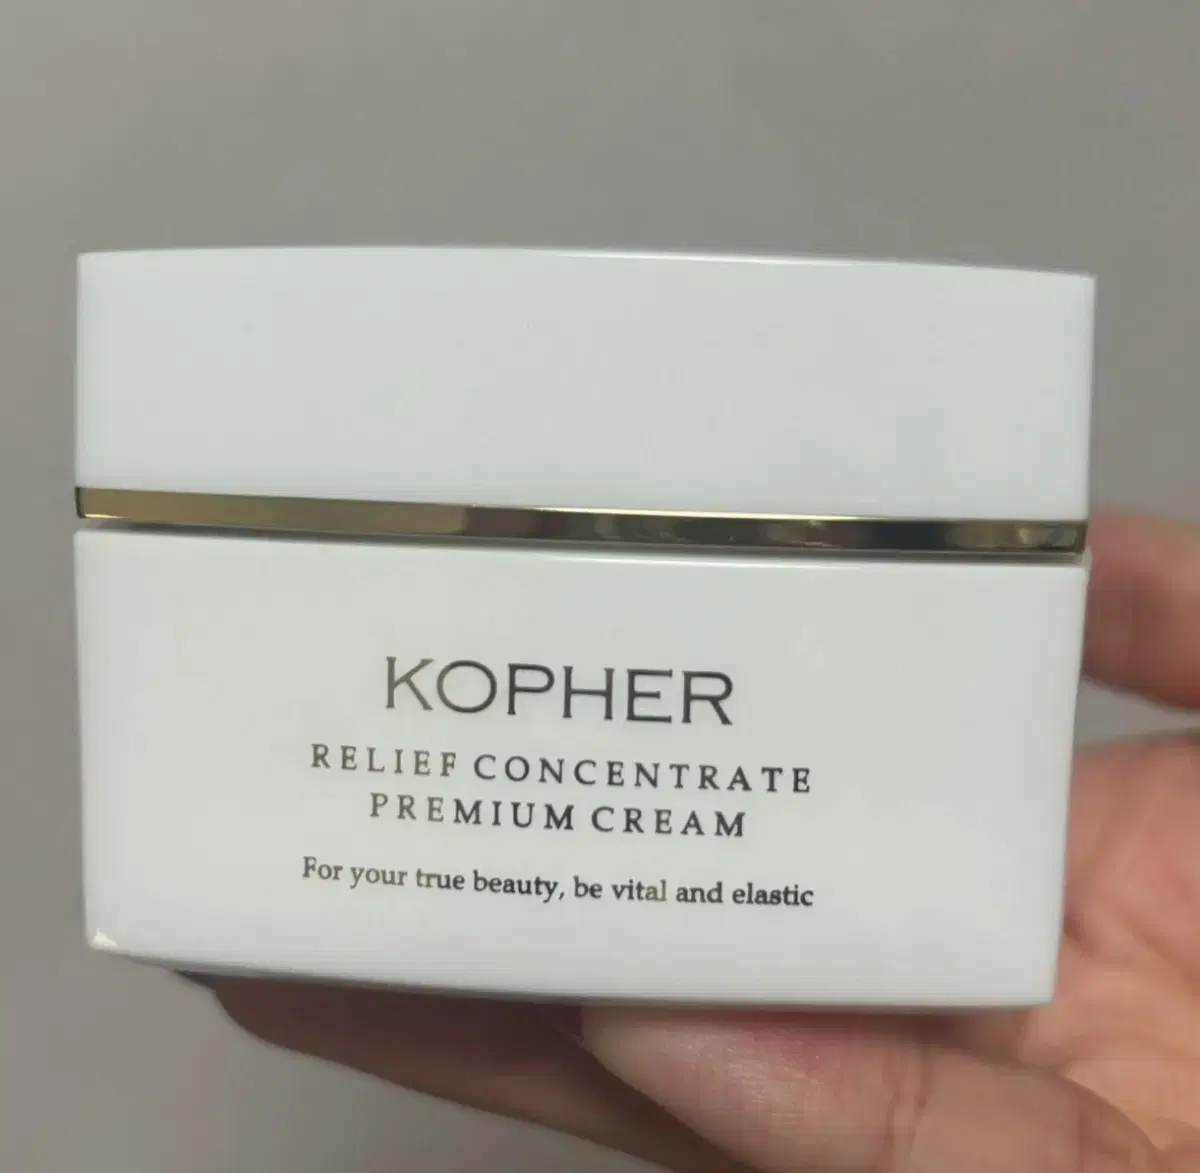 KOPHER
RELIEF CONCENTRATE
PREMIUM CREAM
For your true beauty, be vital and elastic